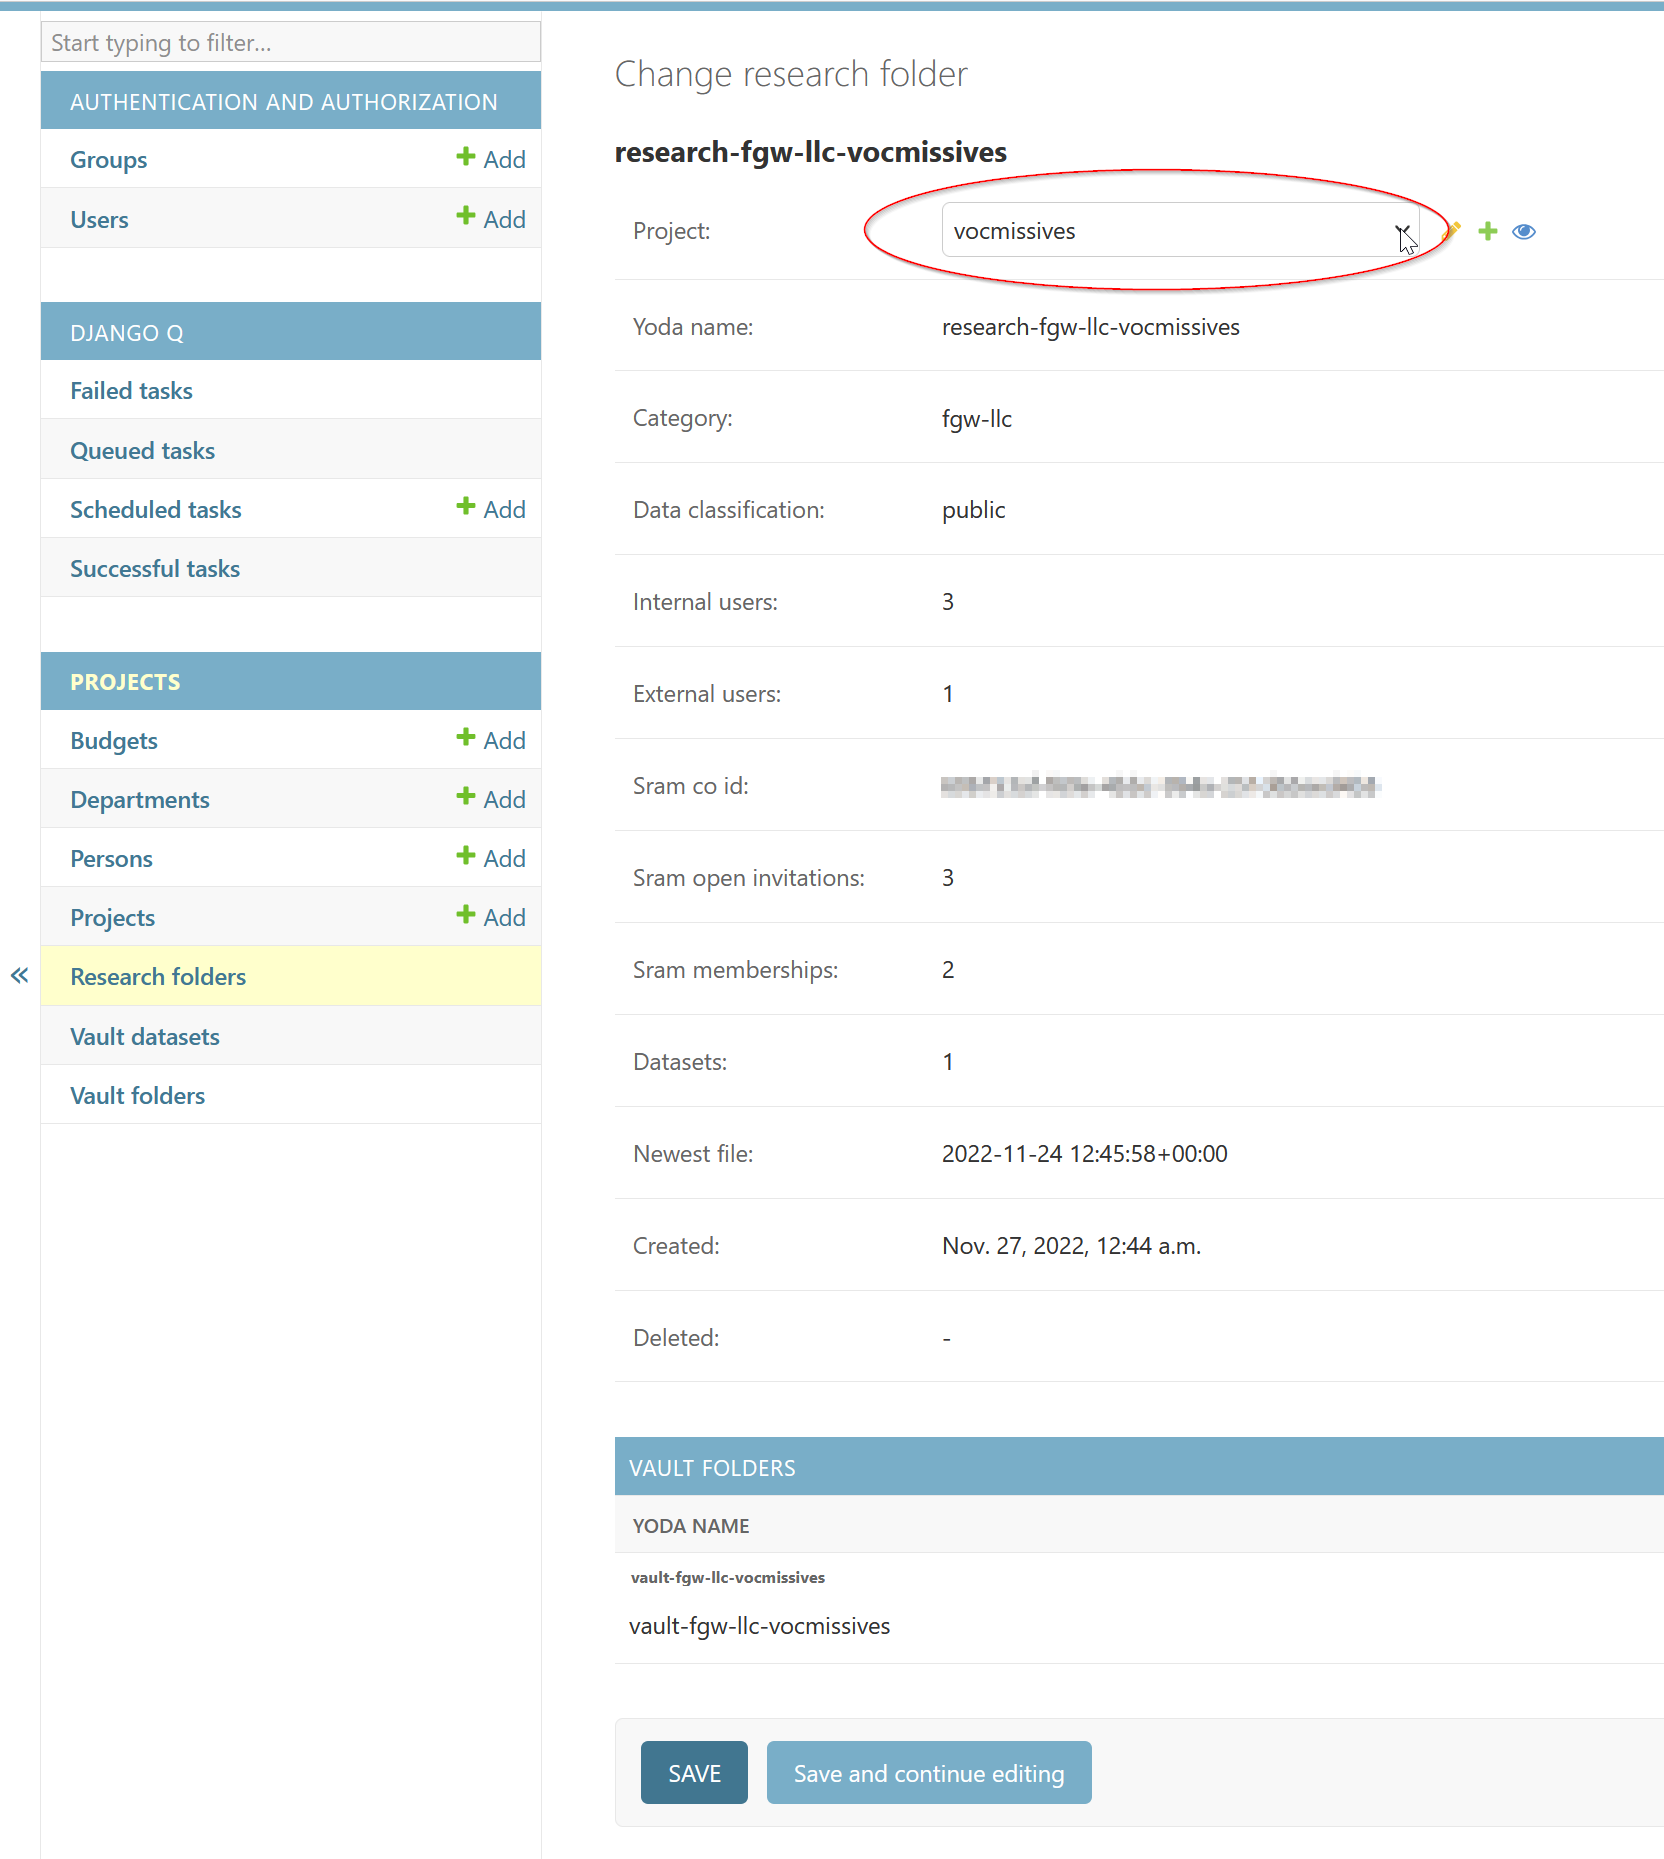 Start typing to filter...
AUTHENTICATION AND AUTHORIZATION
Groups Add
Users Add
DJANGO Q
Failed tasks
Queued tasks
Scheduled tasks Add
Successful tasks
PROJECTS
Budgets Add
Departments Add
Persons Add
Projects Add
« Research folders
Vault datasets
Vault folders
Change research folder
research-fgw-llc-vocmissives
Project: vocmissives
Yoda name: research-fgw-llc-vocmissives
Category: fgw-llc
Data classification: public
Internal users: 3
External users: 1
Sram co id:
Sram open invitations: 3
Sram memberships: 2
Datasets: 1
Newest file: 2022-11-24 12:45:58+00:00
Created: Nov. 27, 2022, 12:44 a.m.
Deleted: -
VAULT FOLDERS
YODA NAME
vault-fgw-llc-vocmissives
vault-fgw-llc-vocmissives
SAVE Save and continue editing